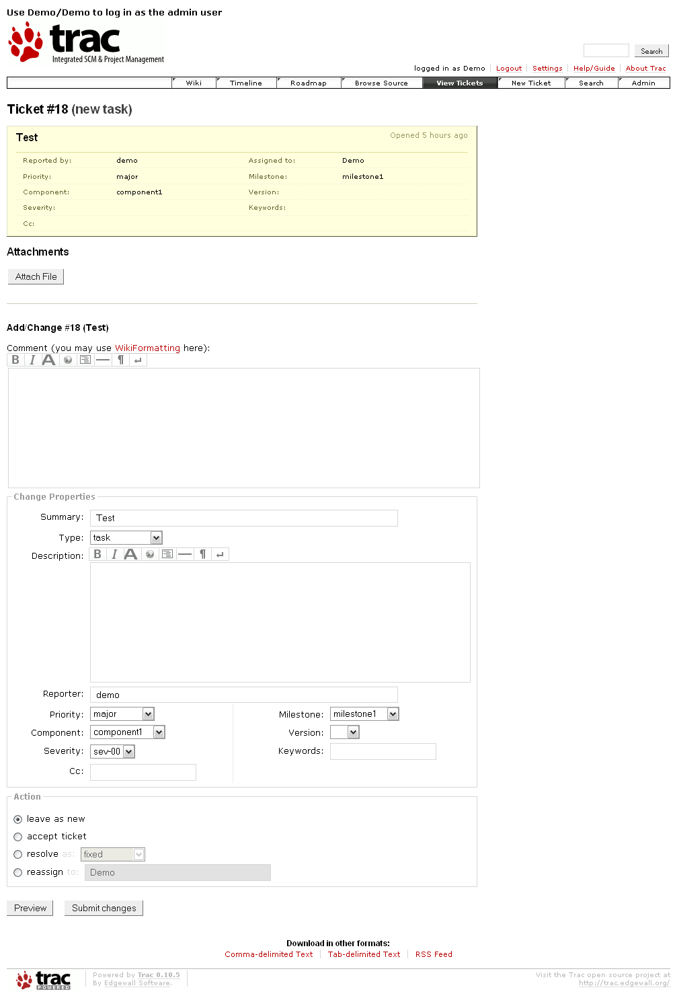 Use Demo/Demo to log in as the admin user
trac
Integrated SCM & Project Management
Search
logged in as Demo Logout Settings Help/Guide About Trac
Wiki Timeline Roadmap Browse Source View Tickets New Ticket Search Admin
Ticket #18 (new task)
Test Opened 5 hours ago
Reported by: demo Assigned to: Demo
Priority: major Milestone: milestone1
Component: component1 Version:
Severity: Keywords:
Cc:
Attachments
Attach File
Add/Change #18 (Test)
Comment (you may use WikiFormatting here):
B I A ¶ ↵
Change Properties
Summary: Test
Type: task
Description: B I A ¶ ↵
Reporter: demo
Priority: major Milestone: milestone1
Component: component1 Version:
Severity: sev-00 Keywords:
Cc:
Action
leave as new
accept ticket
resolve as: fixed
reassign to: Demo
Preview Submit changes
Download in other formats:
Comma-delimited Text Tab-delimited Text RSS Feed
trac POWERED
Powered by Trac 0.10.5
By Edgewall Software.
Visit the Trac open source project at
http://trac.edgewall.org/